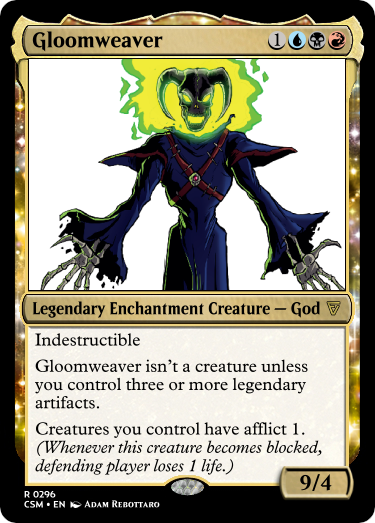 Gloomweaver 1
Legendary Enchantment Creature — God
Indestructible
Gloomweaver isn't a creature unless
you control three or more legendary
artifacts.
Creatures you control have afflict 1.
(Whenever this creature becomes blocked,
defending player loses 1 life.)
9/4
R 0296
CSM • EN Adam Rebottaro